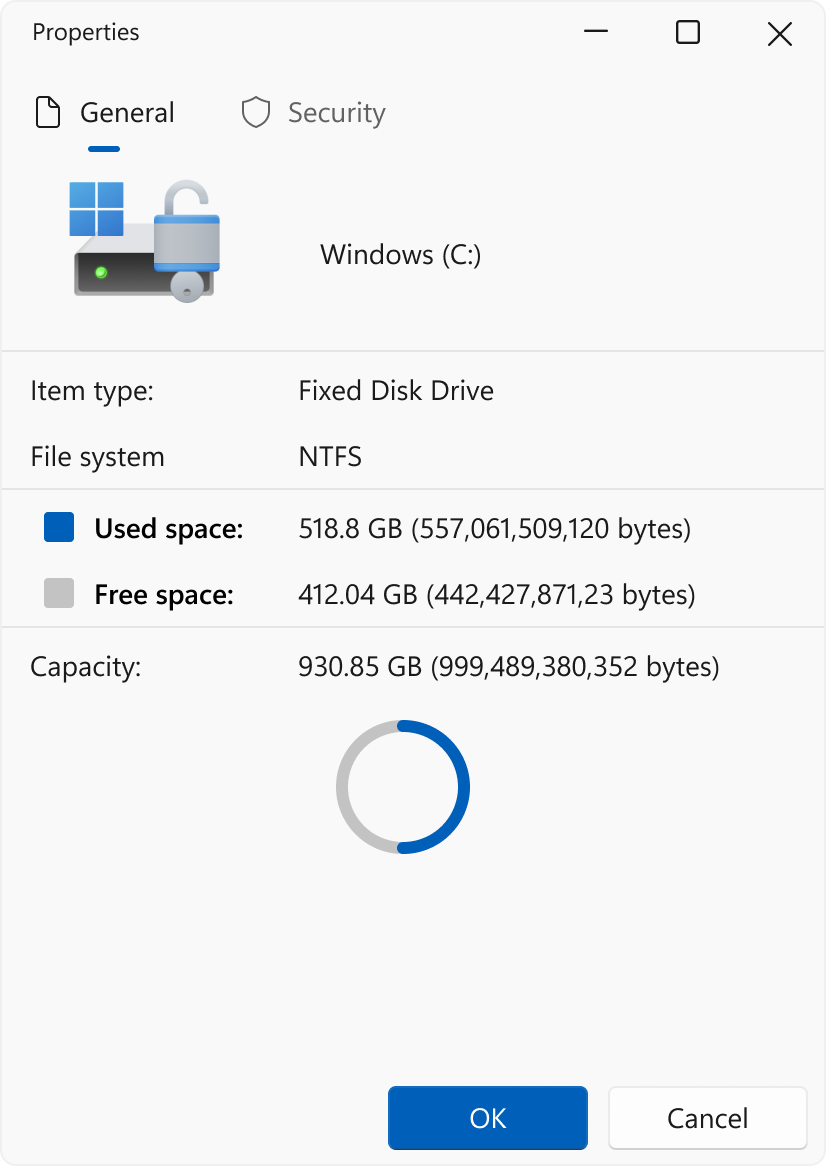 Properties
General Security
Windows (C:)
Item type: Fixed Disk Drive
File system NTFS
Used space: 518.8 GB (557,061,509,120 bytes)
Free space: 412.04 GB (442,427,871,23 bytes)
Capacity: 930.85 GB (999,489,380,352 bytes)
OK Cancel